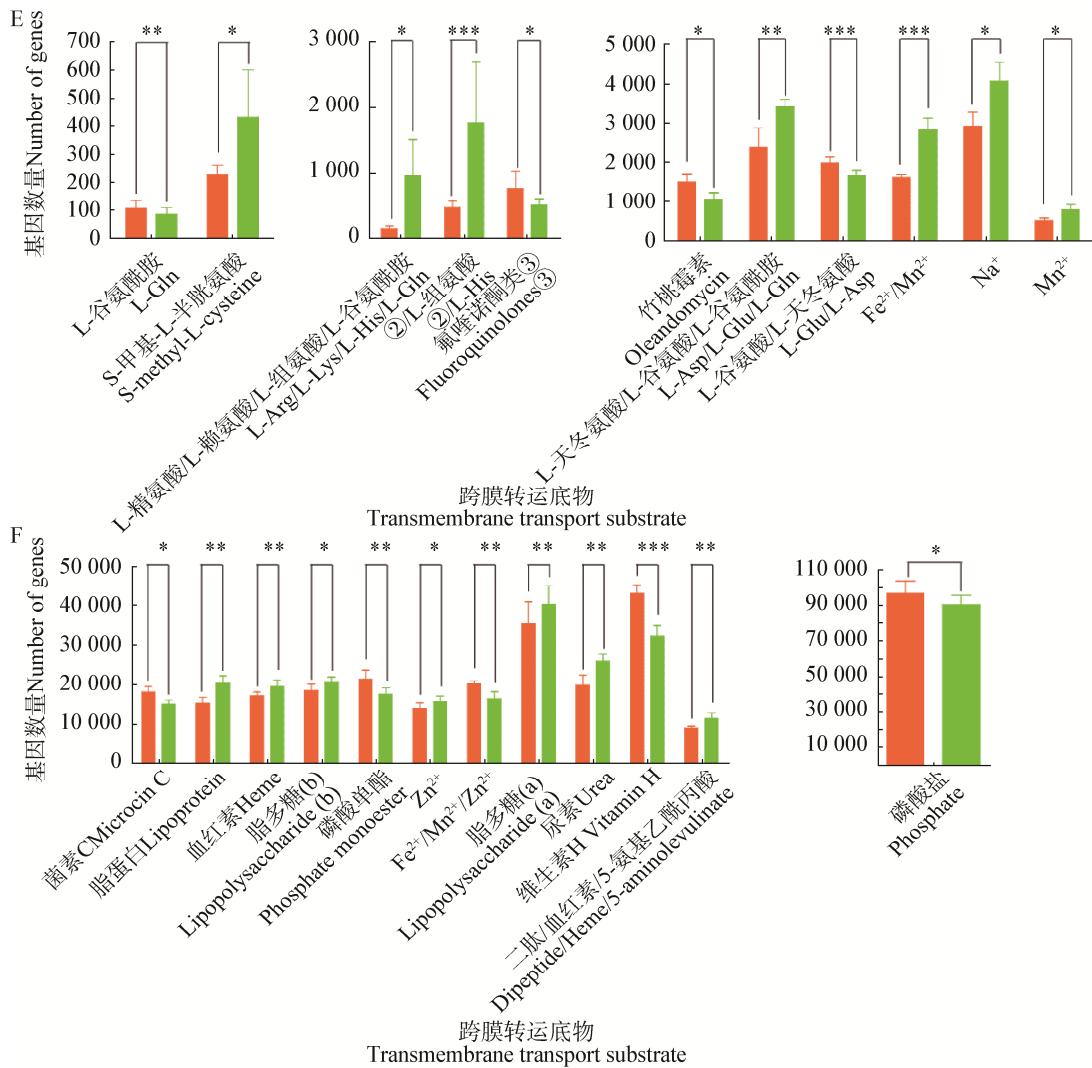 E
基因数量Number of genes
700
600
500
400
300
200
100
0
**
*
L-谷氨酰胺
L-Gln
S-甲基-L-半胱氨酸
S-methyl-L-cysteine
3 000
2 000
1 000
0
*
***
*
L-精氨酸/L-赖氨酸/L-组氨酸/L-谷氨酰胺
L-Arg/L-Lys/L-His/L-Gln
②/L-组氨酸
②/L-His
氟喹诺酮类③
Fluoroquinolones③
5 000
4 000
3 000
2 000
1 000
0
*
**
***
***
*
*
竹桃霉素
Oleandomycin
L-天冬氨酸/L-谷氨酸/L-谷氨酰胺
L-Asp/L-Glu/L-Gln
L-谷氨酸/L-天冬氨酸
L-Glu/L-Asp
Fe²⁺/Mn²⁺
Na⁺
Mn²⁺
跨膜转运底物
Transmembrane transport substrate
F
基因数量Number of genes
50 000
40 000
30 000
20 000
10 000
0
*
**
**
*
**
*
**
**
**
***
**
菌素CMicrocin C
脂蛋白Lipoprotein
血红素Heme
脂多糖(b)
Lipopolysaccharide (b)
磷酸单酯
Phosphate monoester
Zn²⁺
Fe²⁺/Mn²⁺/Zn²⁺
脂多糖(a)
Lipopolysaccharide (a)
尿素Urea
维生素H Vitamin H
二肽/血红素/5-氨基乙酰丙酸
Dipeptide/Heme/5-aminolevulinate
110 000
90 000
70 000
50 000
30 000
10 000
*
磷酸盐
Phosphate
跨膜转运底物
Transmembrane transport substrate